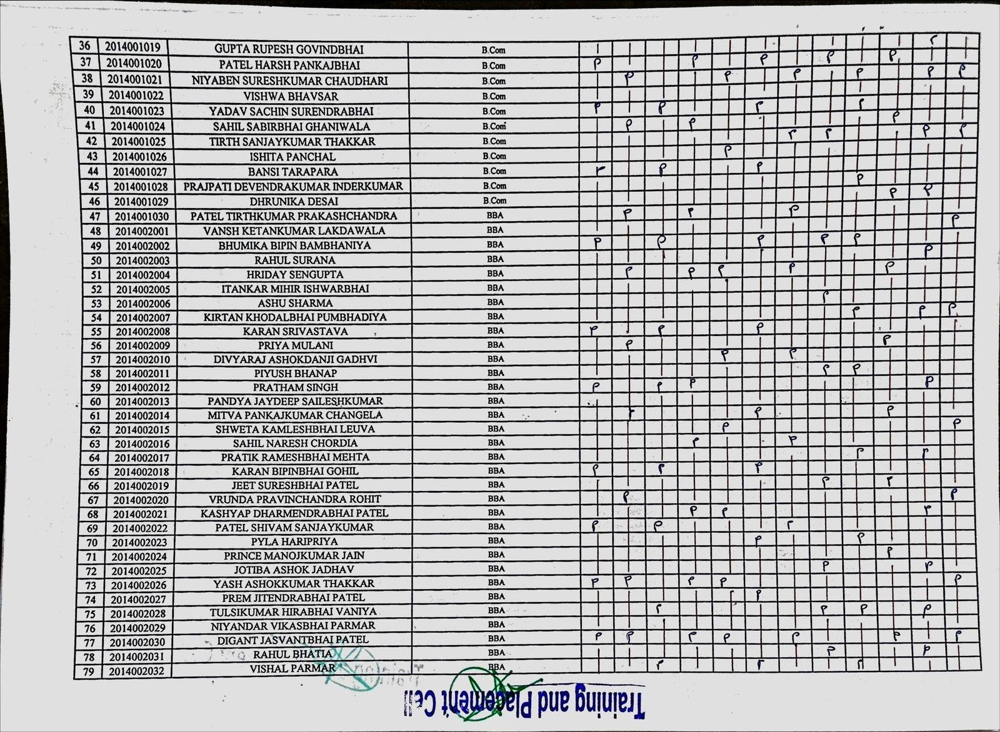 36 2014001019 GUPTA RUPESH GOVINDBHAI B.Com
37 2014001020 PATEL HARSH PANKAJBHAI B.Com
38 2014001021 NIYABEN SURESHKUMAR CHAUDHARI B.Com
39 2014001022 VISHWA BHAVSAR B.Com
40 2014001023 YADAV SACHIN SURENDRABHAI B.Com
41 2014001024 SAHIL SABIRBHAI GHANIWALA B.Com
42 2014001025 TIRTH SANJAYKUMAR THAKKAR B.Com
43 2014001026 ISHITA PANCHAL B.Com
44 2014001027 BANSI TARAPARA B.Com
45 2014001028 PRAJPATI DEVENDRAKUMAR INDERKUMAR B.Com
46 2014001029 DHRUNIKA DESAI B.Com
47 2014001030 PATEL TIRTHKUMAR PRAKASHCHANDRA BBA
48 2014002001 VANSH KETANKUMAR LAKDAWALA BBA
49 2014002002 BHUMIKA BIPIN BAMBHANIYA BBA
50 2014002003 RAHUL SURANA BBA
51 2014002004 HRIDAY SENGUPTA BBA
52 2014002005 ITANKAR MIHIR ISHWARBHAI BBA
53 2014002006 ASHU SHARMA BBA
54 2014002007 KIRTAN KHODALBHAI PUMBHADIYA BBA
55 2014002008 KARAN SRIVASTAVA BBA
56 2014002009 PRIYA MULANI BBA
57 2014002010 DIVYARAJ ASHOKDANJI GADHVI BBA
58 2014002011 PIYUSH BHANAP BBA
59 2014002012 PRATHAM SINGH BBA
60 2014002013 PANDYA JAYDEEP SAILESHKUMAR BBA
61 2014002014 MITVA PANKAJKUMAR CHANGELA BBA
62 2014002015 SHWETA KAMLESHBHAI LEUVA BBA
63 2014002016 SAHIL NARESH CHORDIA BBA
64 2014002017 PRATIK RAMESHBHAI MEHTA BBA
65 2014002018 KARAN BIPINBHAI GOHIL BBA
66 2014002019 JEET SURESHBHAI PATEL BBA
67 2014002020 VRUNDA PRAVINCHANDRA ROHIT BBA
68 2014002021 KASHYAP DHARMENDRABHAI PATEL BBA
69 2014002022 PATEL SHIVAM SANJAYKUMAR BBA
70 2014002023 PYLA HARIPRIYA BBA
71 2014002024 PRINCE MANOJKUMAR JAIN BBA
72 2014002025 JOTIBA ASHOK JADHAV BBA
73 2014002026 YASH ASHOKKUMAR THAKKAR BBA
74 2014002027 PREM JITENDRABHAI PATEL BBA
75 2014002028 TULSIKUMAR HIRABHAI VANIYA BBA
76 2014002029 NIYANDAR VIKASBHAI PARMAR BBA
77 2014002030 DIGANT JASVANTBHAI PATEL BBA
78 2014002031 RAHUL BHATIA BBA
79 2014002032 VISHAL PARMAR BBA
Training and Placement Cell